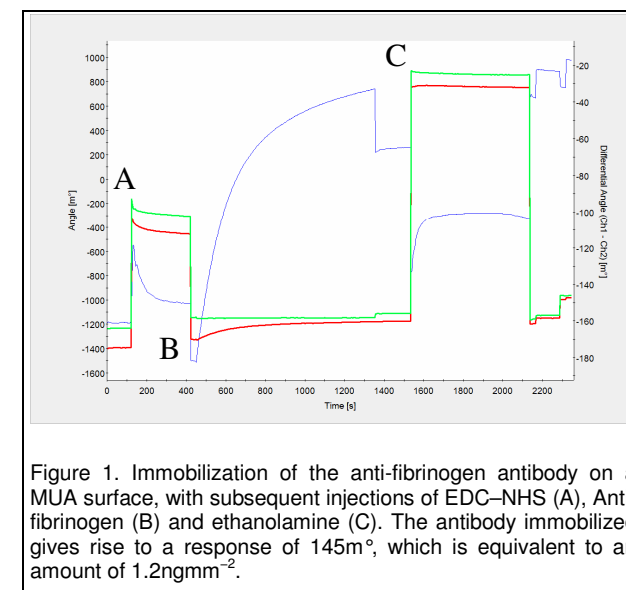 1000
800
600
400
200
0
-200
-400
-600
-800
-1000
-1200
-1400
-1600
Angle [m°]
A
B
C
-20
-40
-60
-80
-100
-120
-140
-160
-180
Differential Angle (Ch1 - Ch2) [m°]
0 200 400 600 800 1000 1200 1400 1600 1800 2000 2200
Time [s]
Figure 1. Immobilization of the anti-fibrinogen antibody on a
MUA surface, with subsequent injections of EDC–NHS (A), Anti
fibrinogen (B) and ethanolamine (C). The antibody immobilized
gives rise to a response of 145m°, which is equivalent to an
amount of 1.2ngmm⁻².